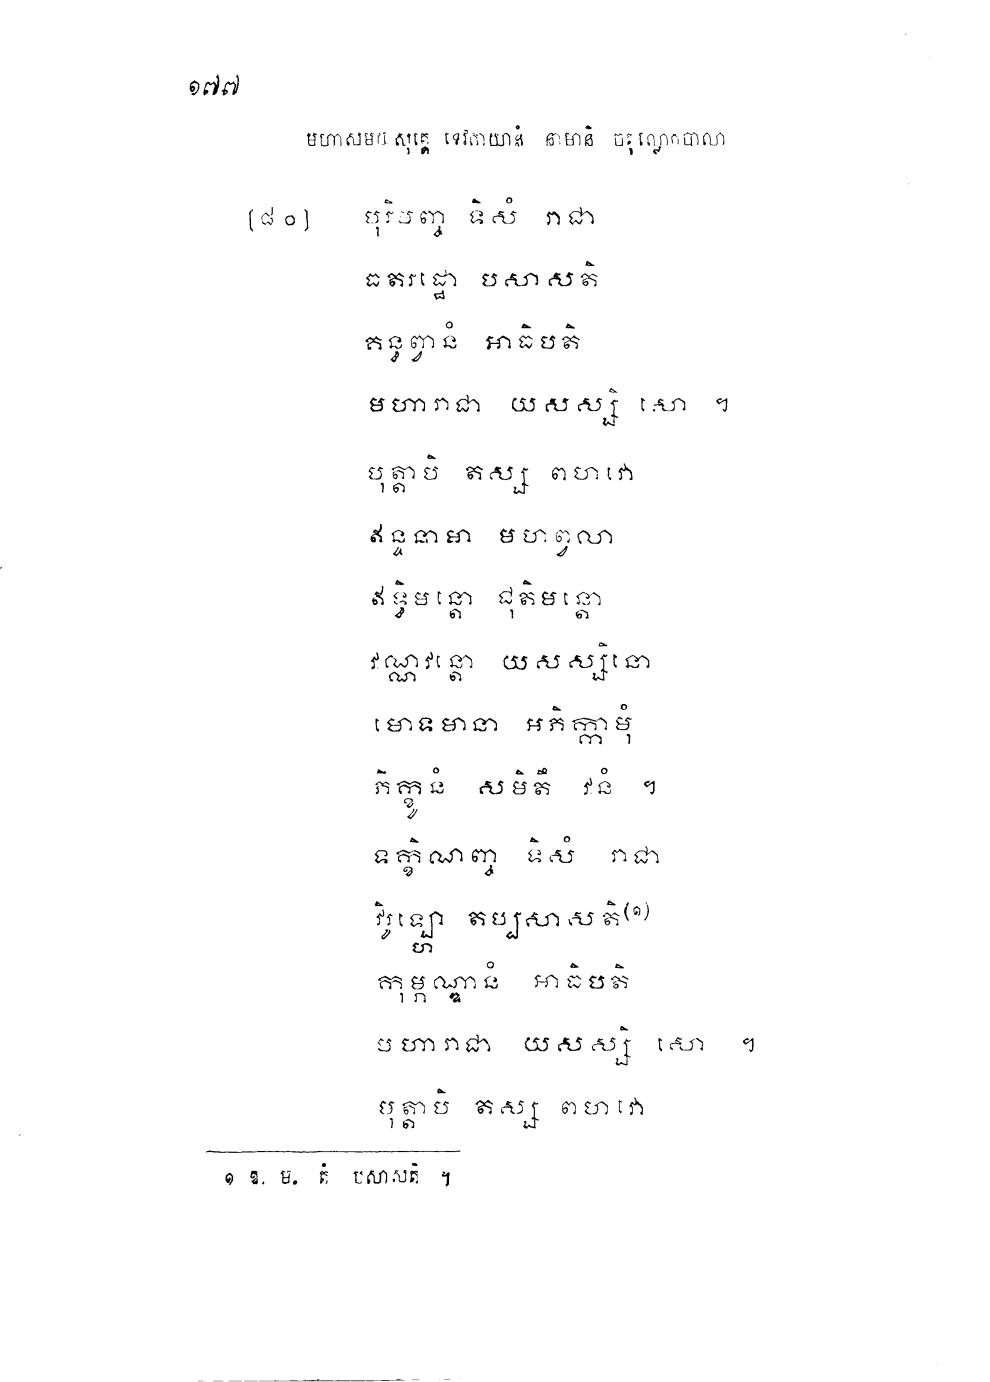 ១៧៧
មហាសមយសុត្តេ ទេវតាយានំ នាមានិ ចតុល្លោកបាលា
(៨០) បុរិមញ្ច ទិសំ រាជា
ធតរដ្ឋោ បសាសតិ
គន្ធព្វានំ អាធិបតិ
មហារាជា យសស្សិ សោ ។
បុត្តាបិ តស្ស ពហវោ
ឥន្ទនាមា មហព្វលា
ឥទ្ធិមន្តោ ជុតិមន្តោ
វណ្ណវន្តោ យសស្សិនោ
មោទមានា អភិក្កាមុំ
ភិក្ខូនំ សមិតឹ វនំ ។
ទក្ខិណញ្ច ទិសំ រាជា
វិរូឡ្ហោ តប្បសាសតិ(១)
កុម្ភណ្ឌានំ អាធិបតិ
មហារាជា យសស្សិ សោ ។
បុត្តាបិ តស្ស ពហវោ
១ ឱ. ម. តំ បសាសតិ ។